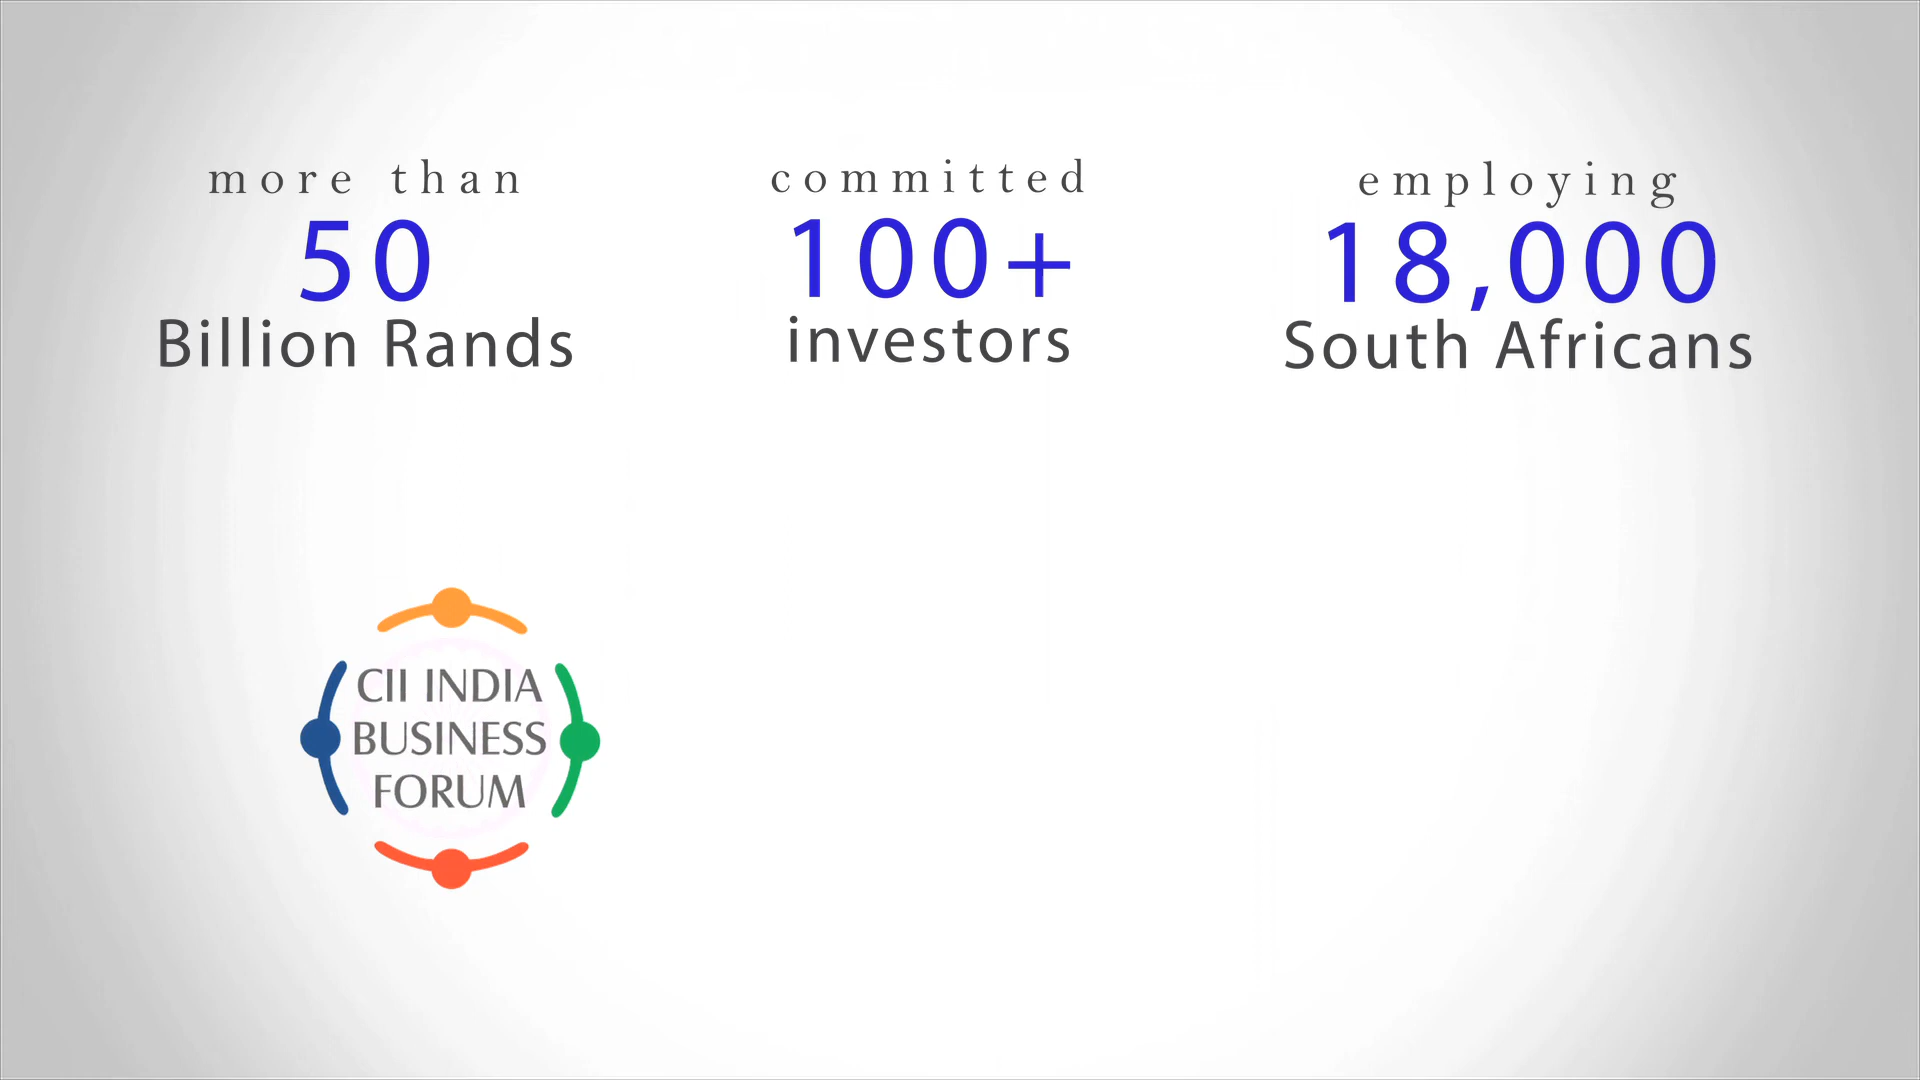 more than
50
Billion Rands
committed
100+
investors
employing
18,000
South Africans
CII INDIA
BUSINESS
FORUM